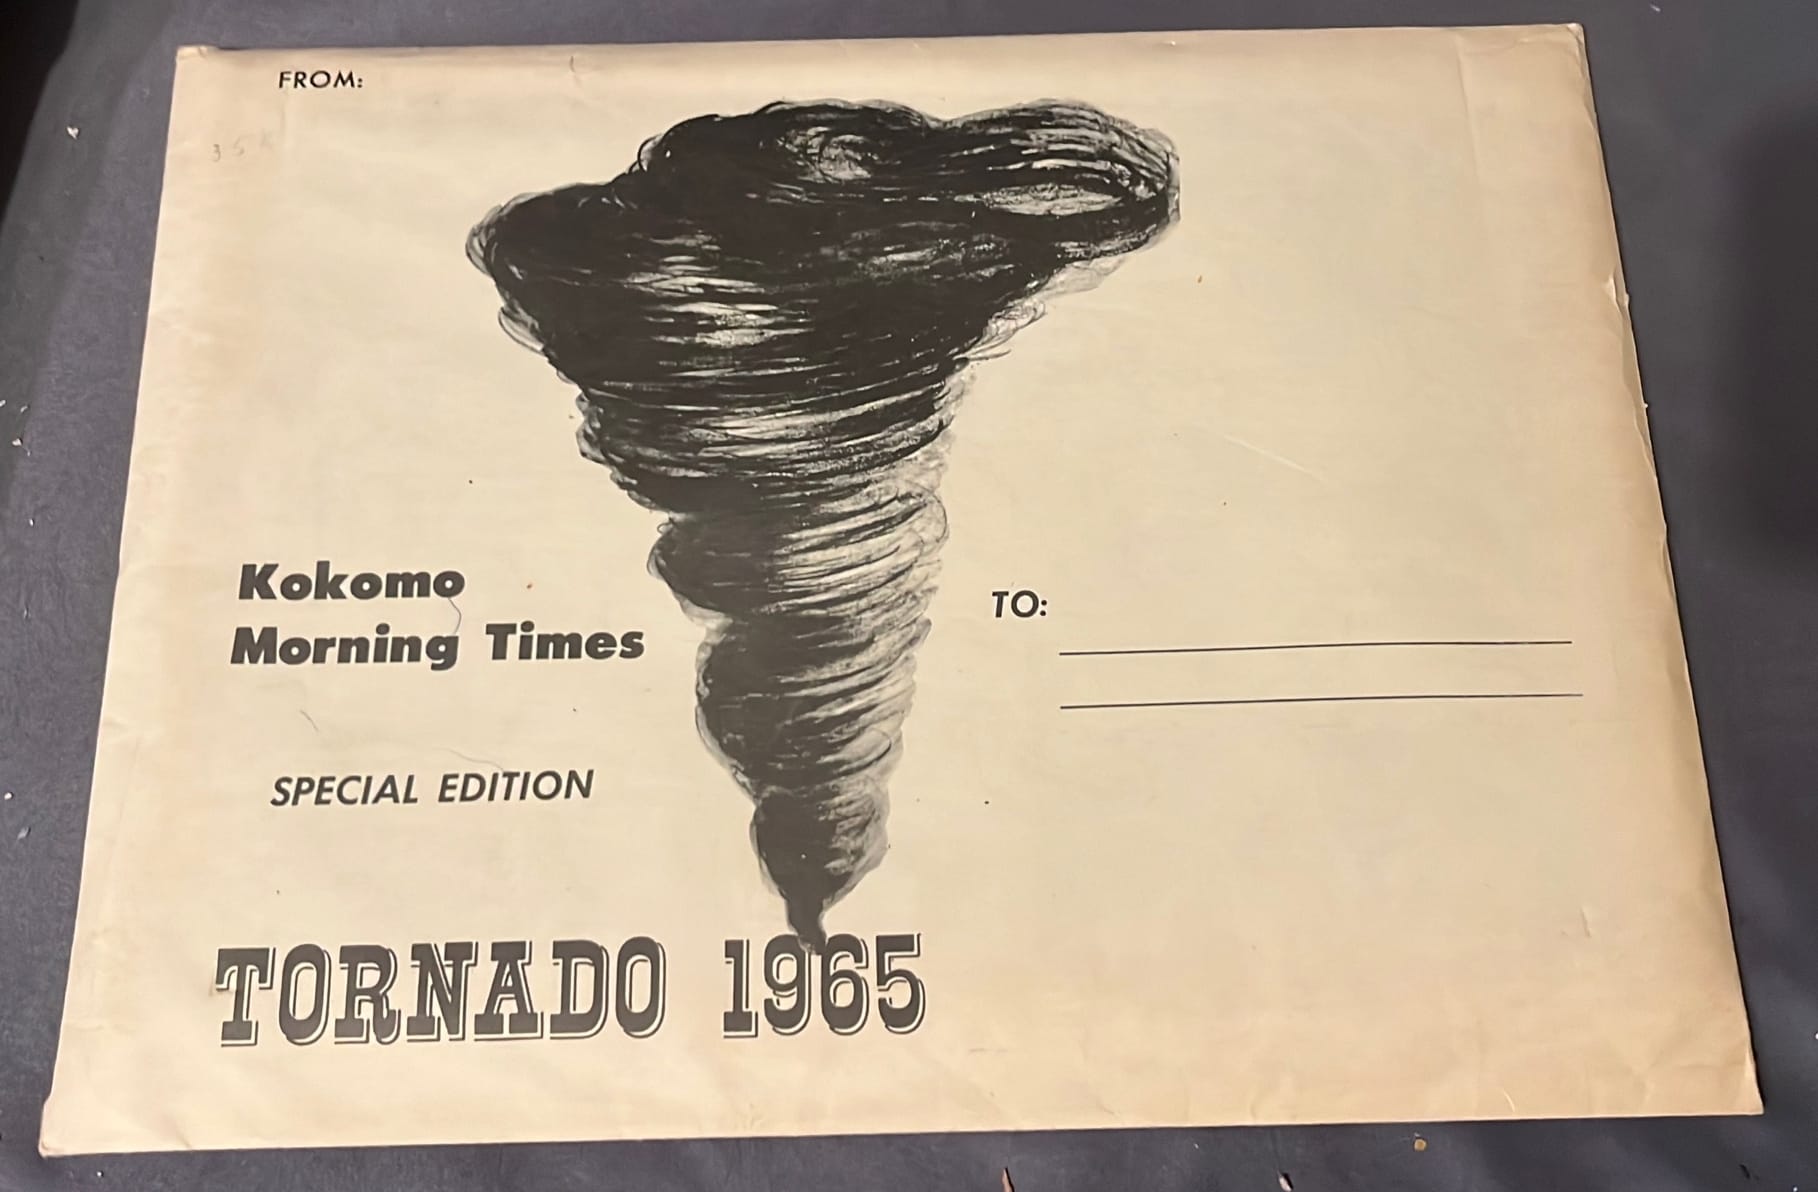 FROM:
Kokomo
Morning Times
TO:
SPECIAL EDITION
TORNADO 1965